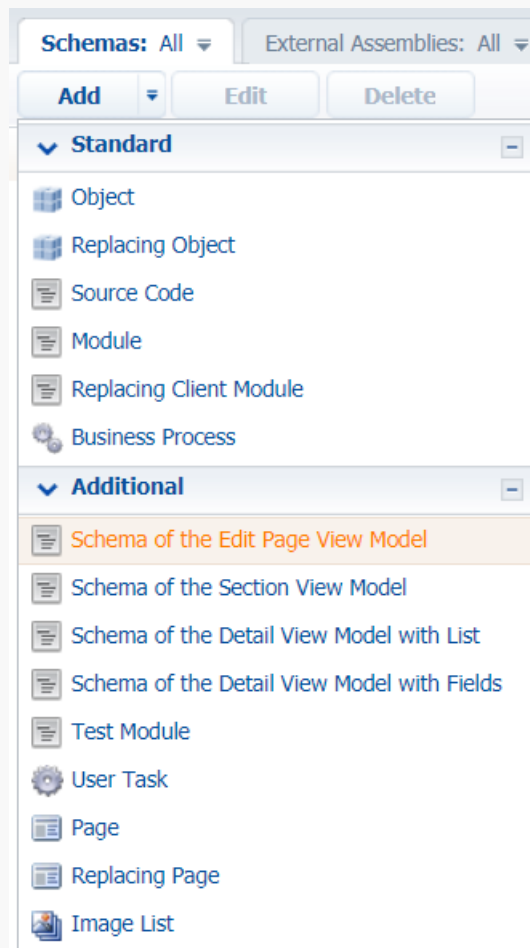 Schemas: All External Assemblies: All
Add Edit Delete
Standard
Object
Replacing Object
Source Code
Module
Replacing Client Module
Business Process
Additional
Schema of the Edit Page View Model
Schema of the Section View Model
Schema of the Detail View Model with List
Schema of the Detail View Model with Fields
Test Module
User Task
Page
Replacing Page
Image List